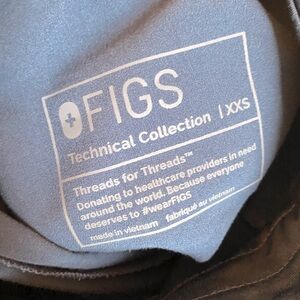 FIGS
Technical Collection | XXS
Threads for Threads™
Donating to healthcare providers in need
around the world. Because everyone
deserves to #wearFIGS
made in vietnam fabriqué au vietnam